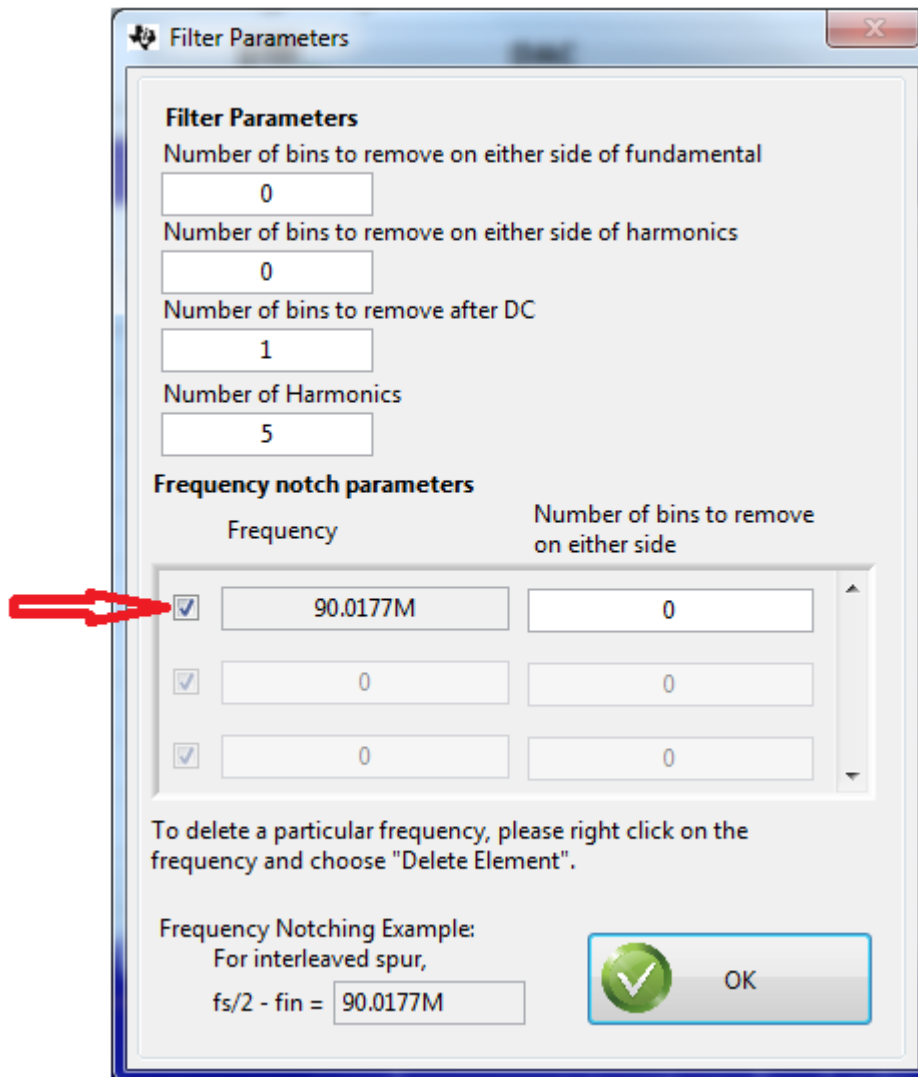 Filter Parameters
Filter Parameters
Number of bins to remove on either side of fundamental
0
Number of bins to remove on either side of harmonics
0
Number of bins to remove after DC
1
Number of Harmonics
5
Frequency notch parameters
Frequency
Number of bins to remove
on either side
90.0177M 0
0 0
0 0
To delete a particular frequency, please right click on the
frequency and choose "Delete Element".
Frequency Notching Example:
For interleaved spur,
fs/2 - fin = 90.0177M
OK